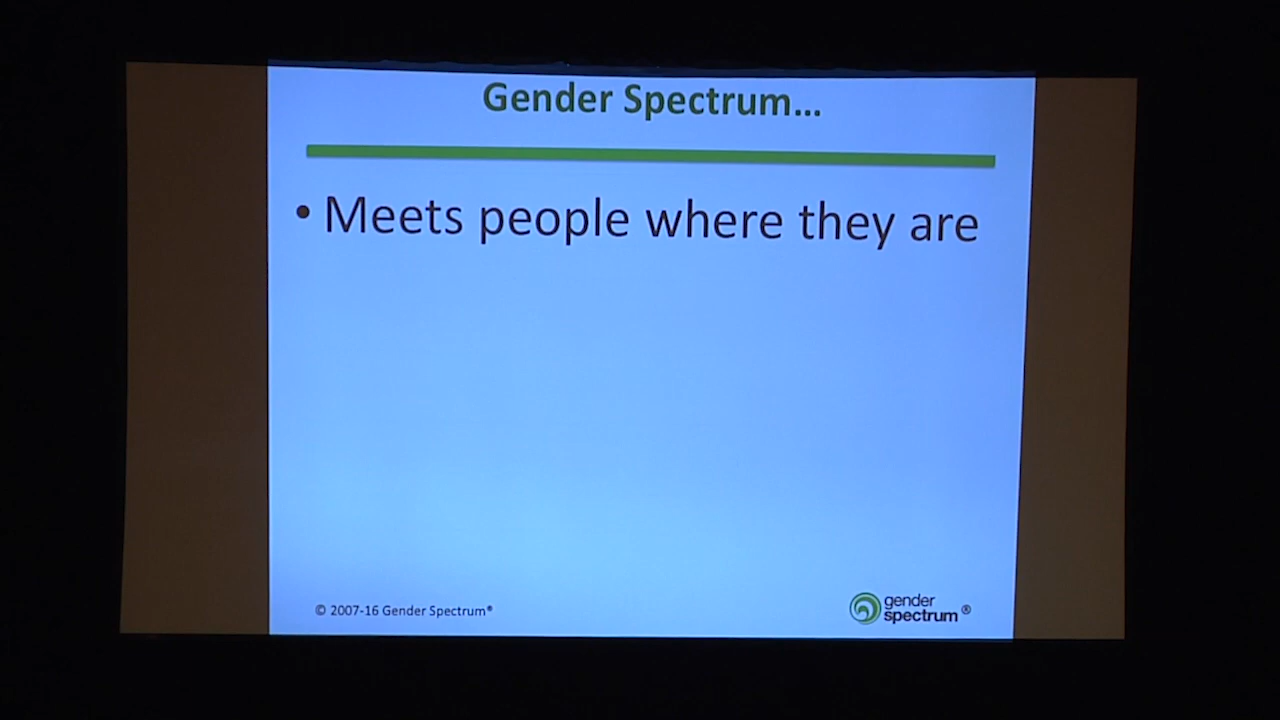 Gender Spectrum...
• Meets people where they are
© 2007-16 Gender Spectrum®
gender
spectrum ®